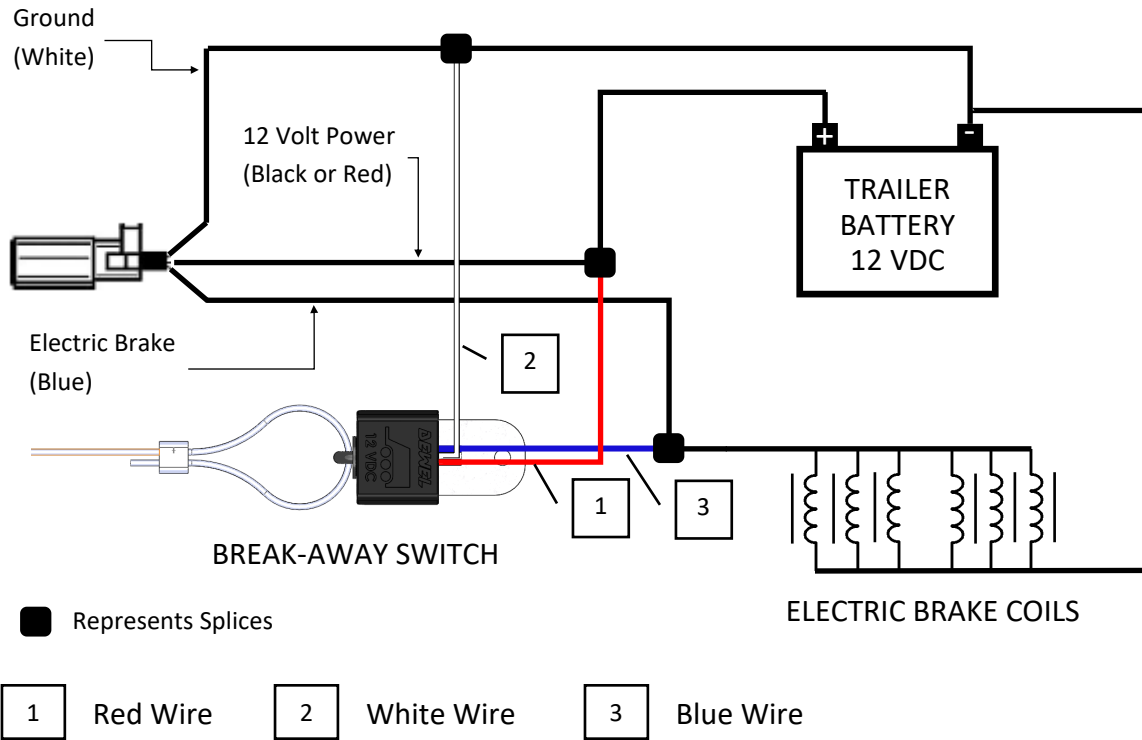 Ground
(White)
12 Volt Power
(Black or Red)
+
-
TRAILER
BATTERY
12 VDC
Electric Brake
(Blue)
2
12 VDC
BEWEL
+
1
3
BREAK-AWAY SWITCH
ELECTRIC BRAKE COILS
Represents Splices
1 Red Wire 2 White Wire 3 Blue Wire